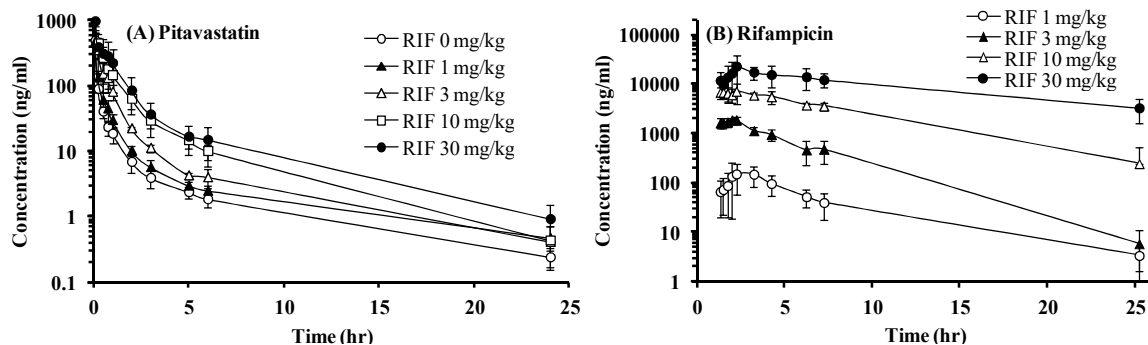 (A) Pitavastatin
Concentration (ng/ml)
1000
100
10
1
0.1
0
5
10
15
20
25
Time (hr)
RIF 0 mg/kg
RIF 1 mg/kg
RIF 3 mg/kg
RIF 10 mg/kg
RIF 30 mg/kg
(B) Rifampicin
Concentration (ng/ml)
100000
10000
1000
100
10
1
0
5
10
15
20
25
Time (hr)
RIF 1 mg/kg
RIF 3 mg/kg
RIF 10 mg/kg
RIF 30 mg/kg